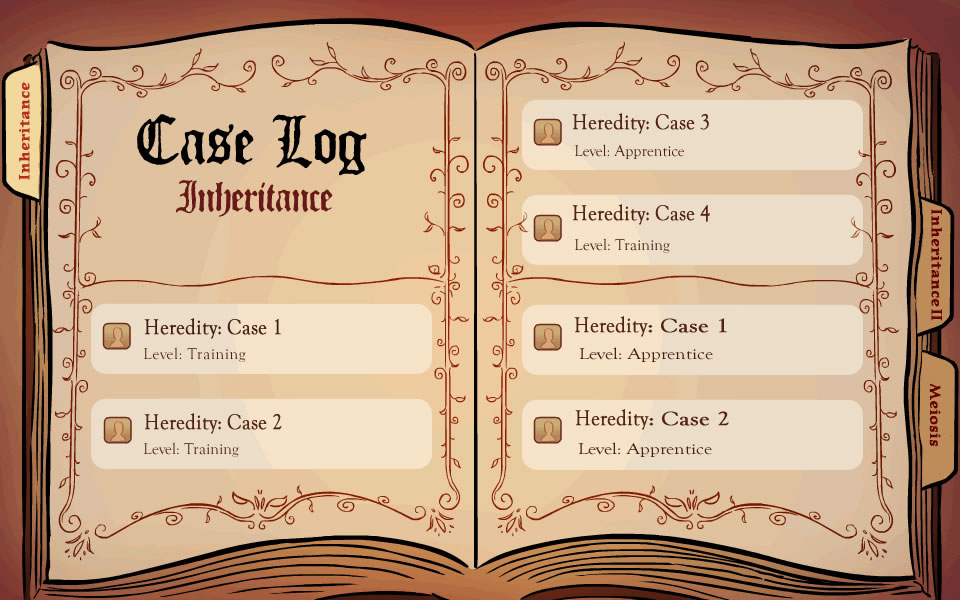 Inheritance
Case Log
Inheritance
Heredity: Case 1
Level: Training
Heredity: Case 2
Level: Training
Heredity: Case 3
Level: Apprentice
Heredity: Case 4
Level: Training
Heredity: Case 1
Level: Apprentice
Heredity: Case 2
Level: Apprentice
Inheritance II
Meiosis